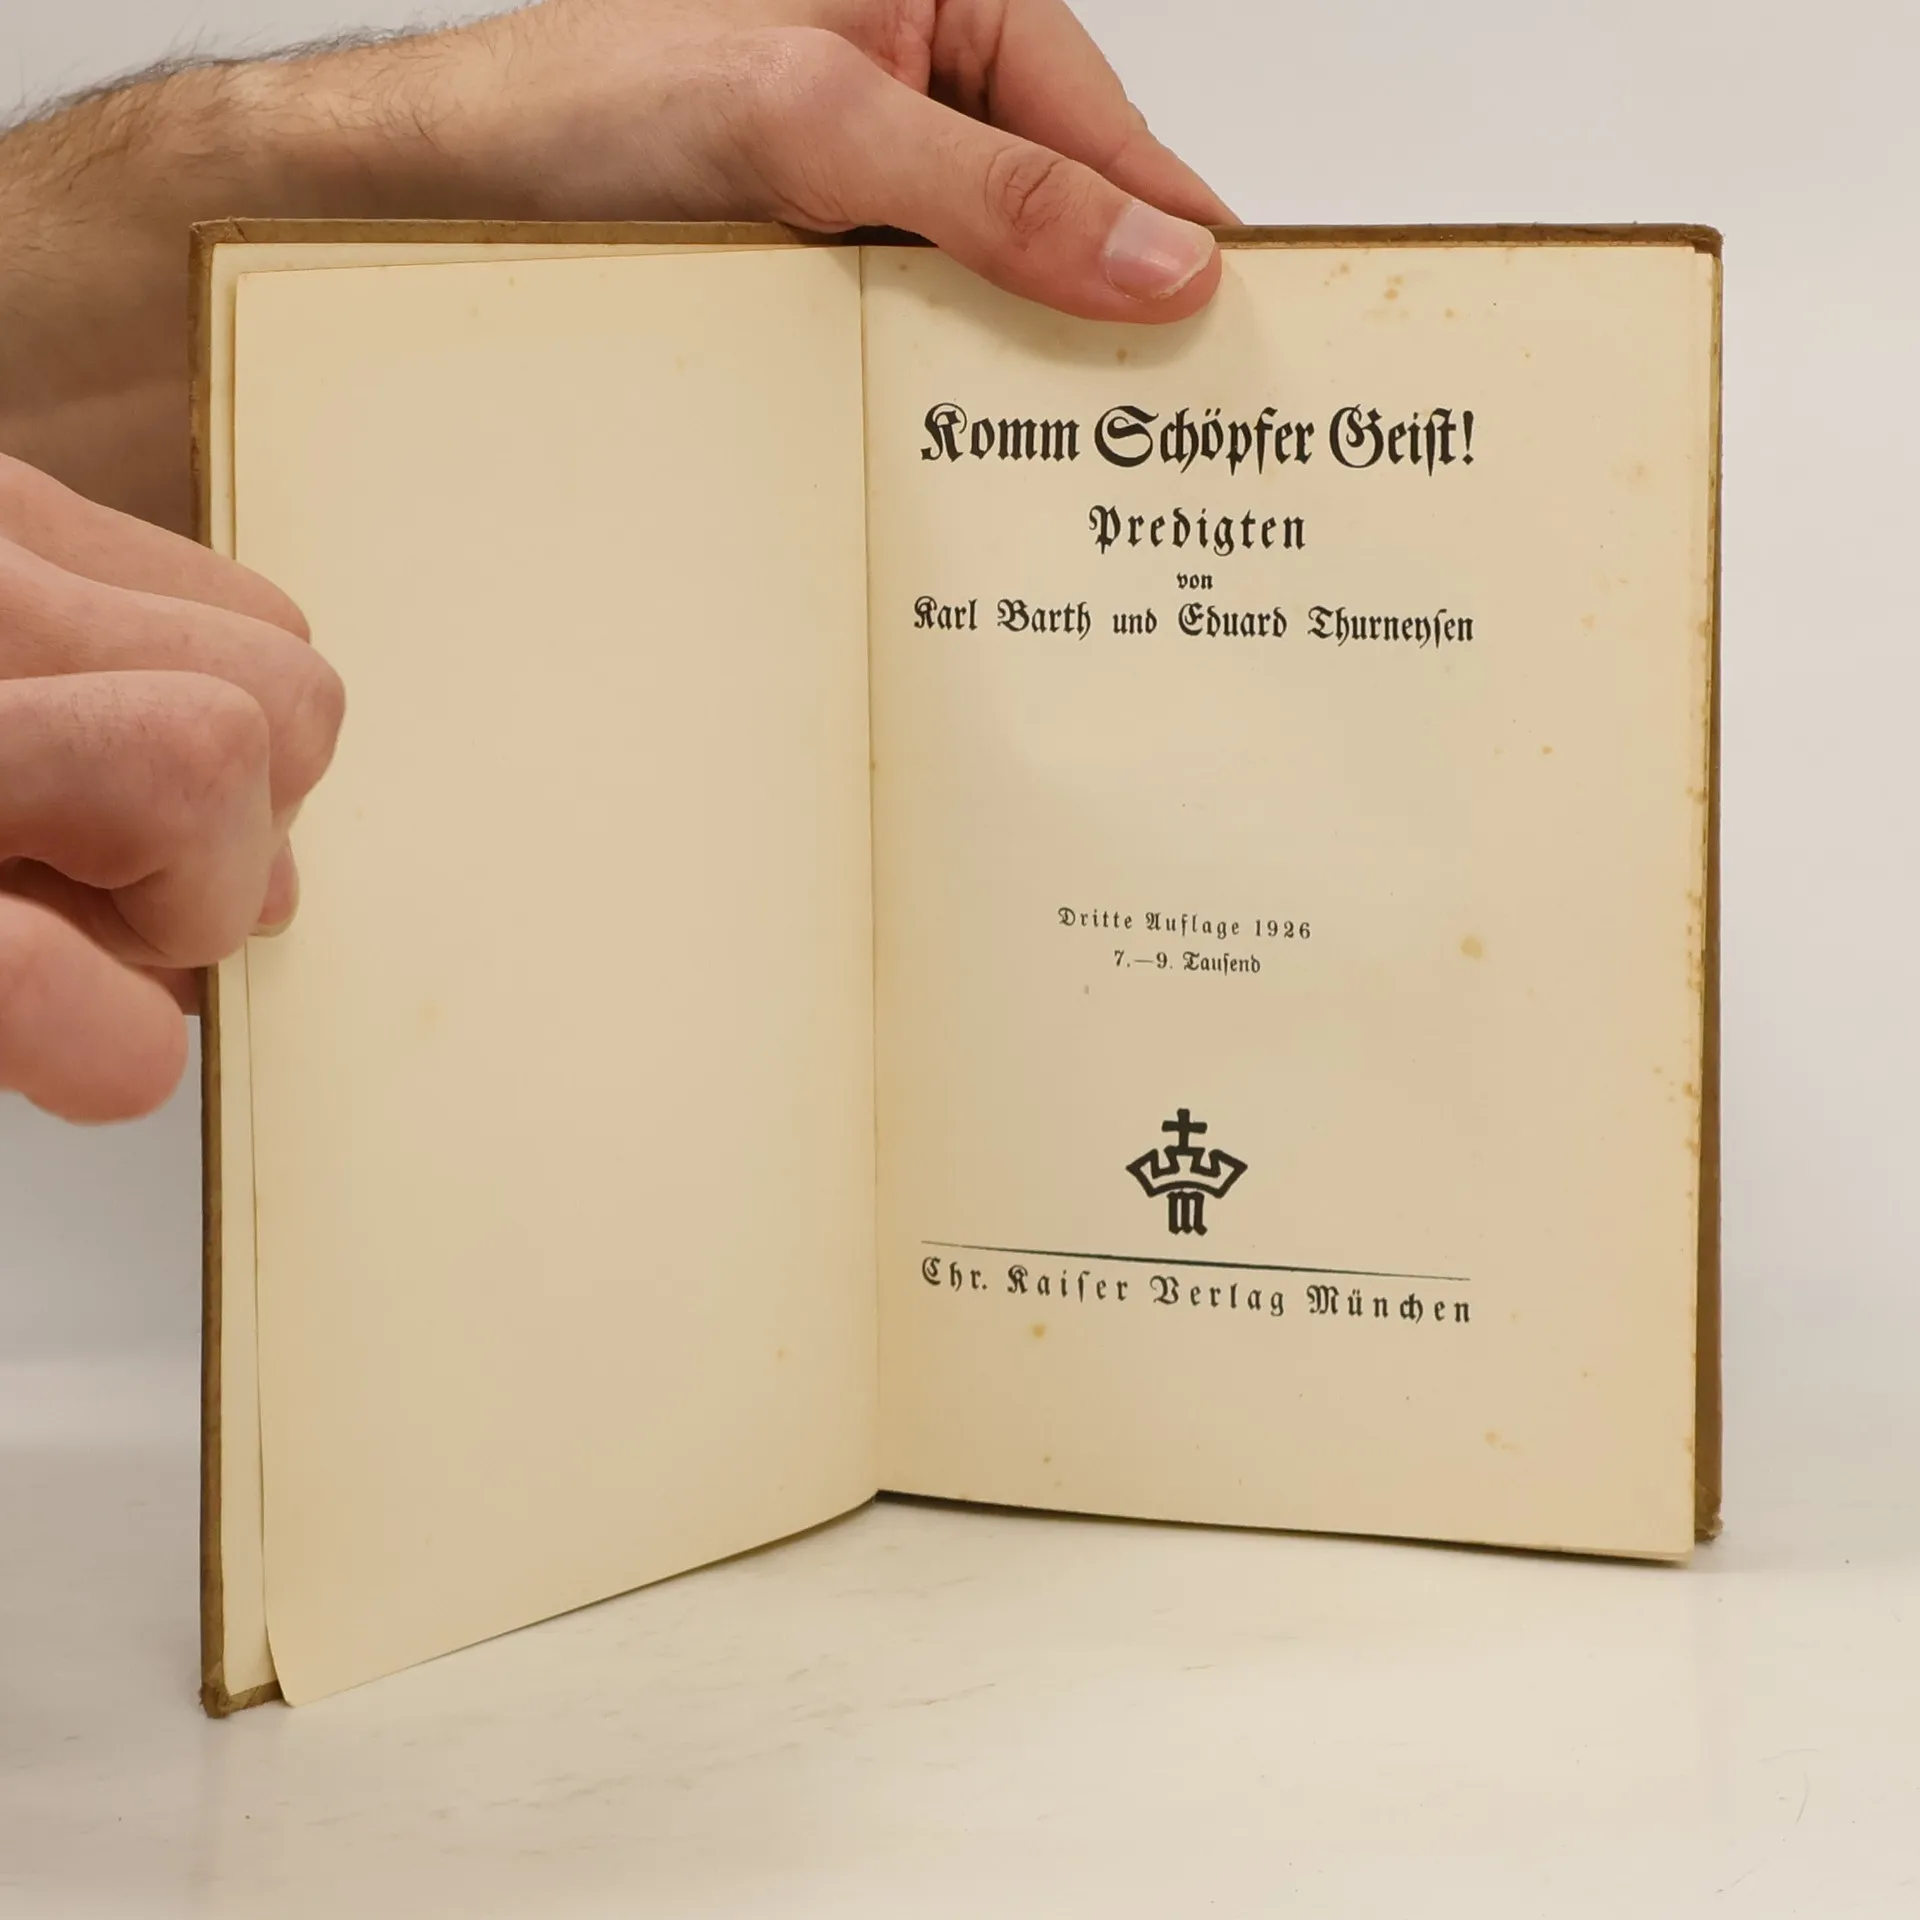 Komm Schöpfer Geiſt!
Predigten
von
Karl Barth und Eduard Thurneyſen
Dritte Auflage 1926
7.—9. Tauſend
m
Chr. Kaiſer Verlag München